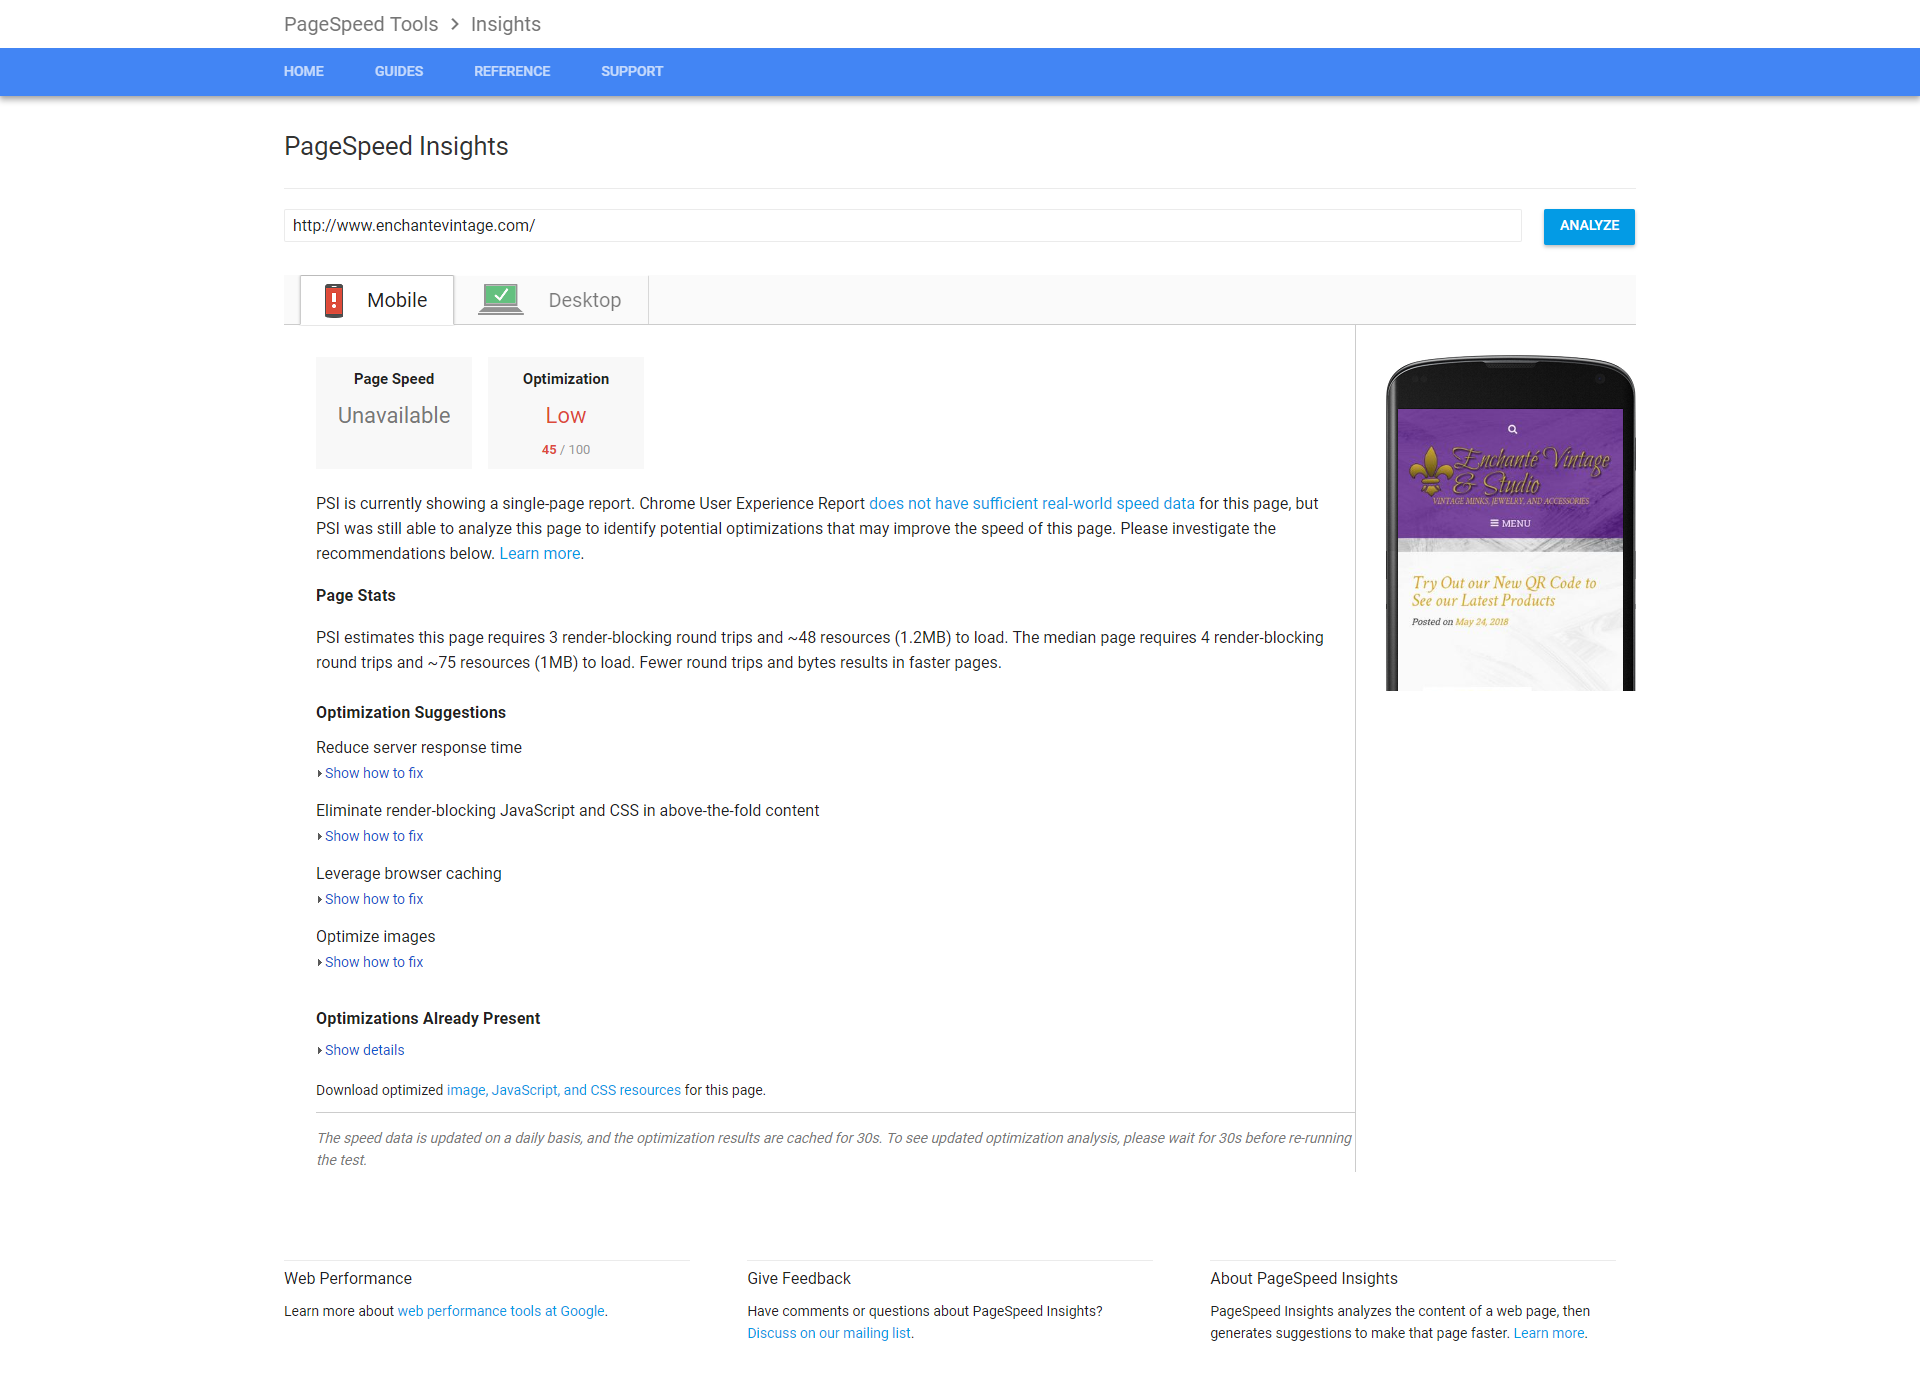 PageSpeed Tools > Insights
HOME GUIDES REFERENCE SUPPORT
PageSpeed Insights
http://www.enchantevintage.com/
ANALYZE
Mobile
Desktop
Page Speed
Unavailable
Optimization
Low
45 / 100
PSI is currently showing a single-page report. Chrome User Experience Report does not have sufficient real-world speed data for this page, but
PSI was still able to analyze this page to identify potential optimizations that may improve the speed of this page. Please investigate the
recommendations below. Learn more.
Page Stats
PSI estimates this page requires 3 render-blocking round trips and ~48 resources (1.2MB) to load. The median page requires 4 render-blocking
round trips and ~75 resources (1MB) to load. Fewer round trips and bytes results in faster pages.
Optimization Suggestions
Reduce server response time
Show how to fix
Eliminate render-blocking JavaScript and CSS in above-the-fold content
Show how to fix
Leverage browser caching
Show how to fix
Optimize images
Show how to fix
Optimizations Already Present
Show details
Download optimized image, JavaScript, and CSS resources for this page.
The speed data is updated on a daily basis, and the optimization results are cached for 30s. To see updated optimization analysis, please wait for 30s before re-running
the test.
Enchanté Vintage
& Studio
VINTAGE MINKS, JEWELRY, AND ACCESSORIES
MENU
Try Out our New QR Code to
See our Latest Products
Posted on May 24, 2018
Web Performance
Learn more about web performance tools at Google.
Give Feedback
Have comments or questions about PageSpeed Insights?
Discuss on our mailing list.
About PageSpeed Insights
PageSpeed Insights analyzes the content of a web page, then
generates suggestions to make that page faster. Learn more.